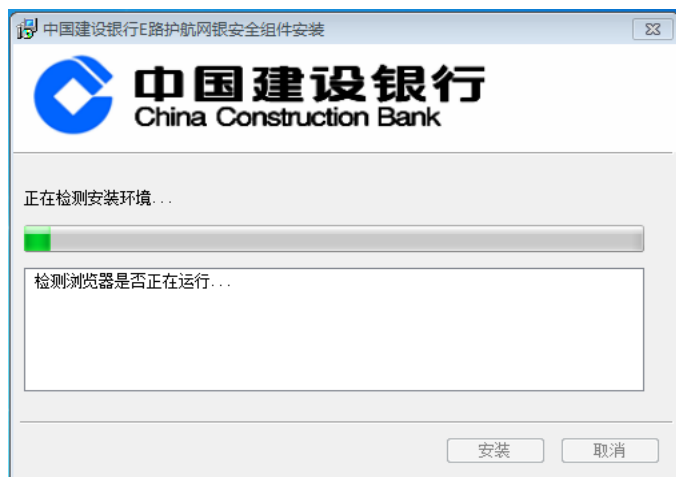 中国建设银行E路护航网银安全组件安装
中国建设银行
China Construction Bank
正在检测安装环境...
检测浏览器是否正在运行...
安装
取消